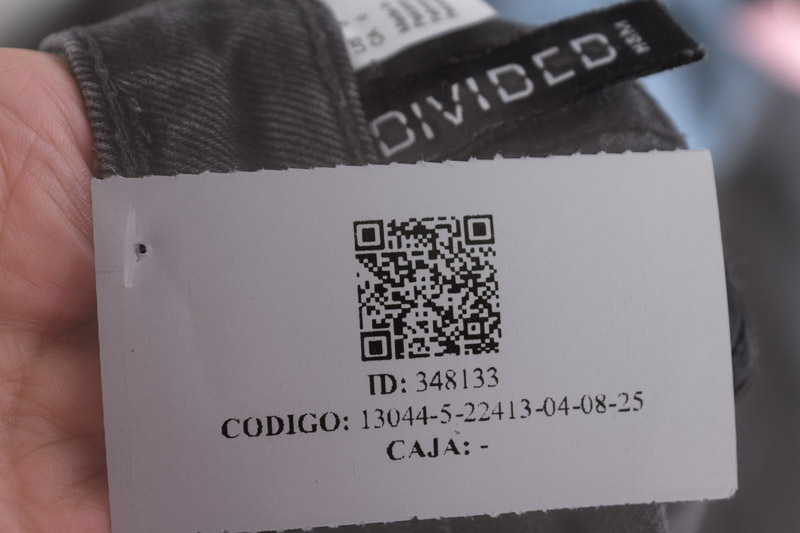 DIVIDED
H&M
ID: 348133
CODIGO: 13044-5-22413-04-08-25
CAJA: -